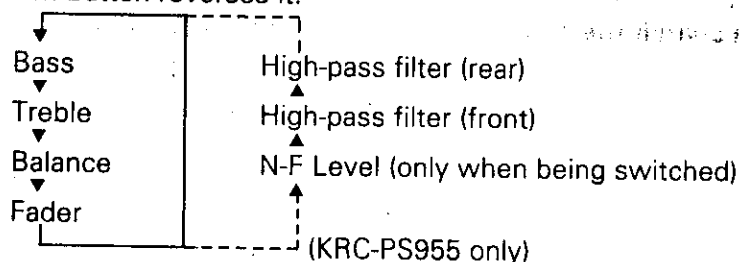 Bass
Treble
Balance
Fader
High-pass filter (rear)
High-pass filter (front)
N-F Level (only when being switched)
(KRC-PS955 only)